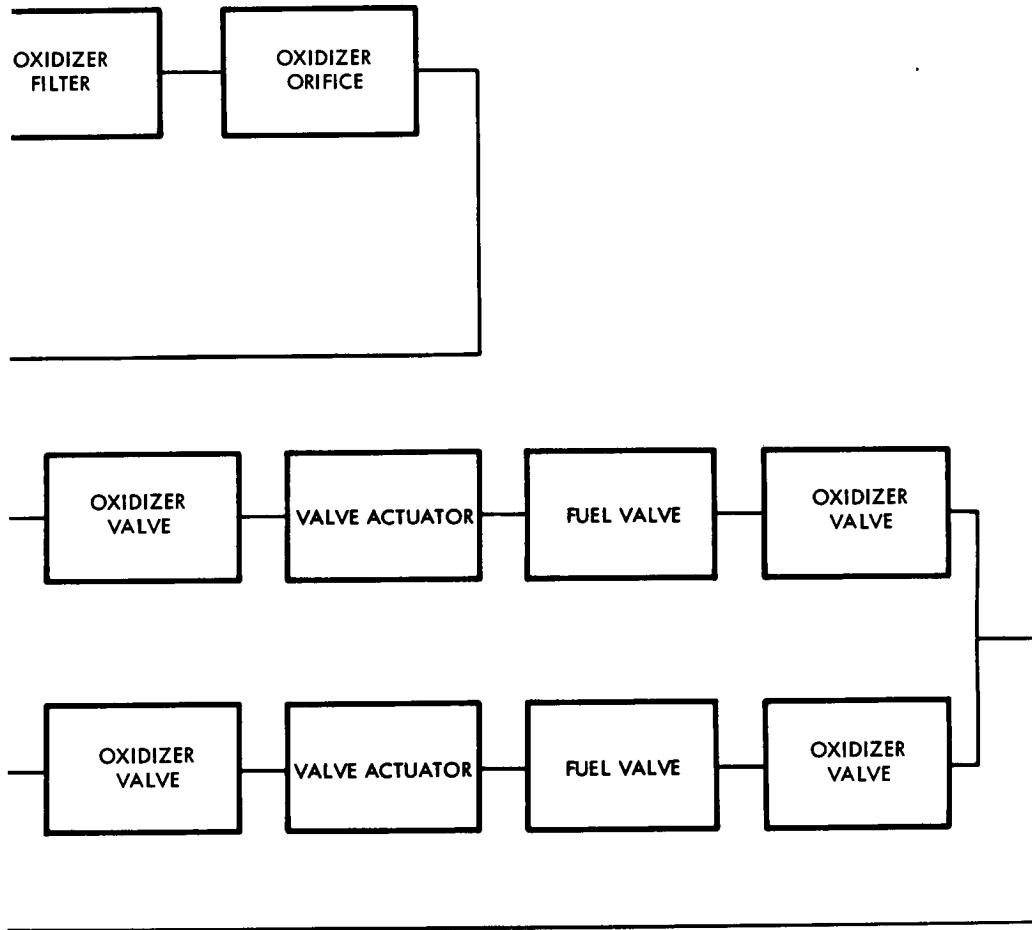 OXIDIZER
FILTER
OXIDIZER
ORIFICE
OXIDIZER
VALVE
VALVE ACTUATOR
FUEL VALVE
OXIDIZER
VALVE
OXIDIZER
VALVE
VALVE ACTUATOR
FUEL VALVE
OXIDIZER
VALVE